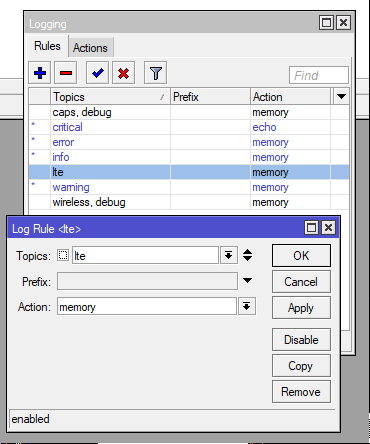 Logging
Rules Actions
Find
Topics / Prefix Action
caps, debug memory
* critical echo
* error memory
* info memory
lte memory
* warning memory
wireless, debug memory
Log Rule <lte>
Topics: lte OK
Prefix: Cancel
Action: memory Apply
Disable
Copy
Remove
enabled